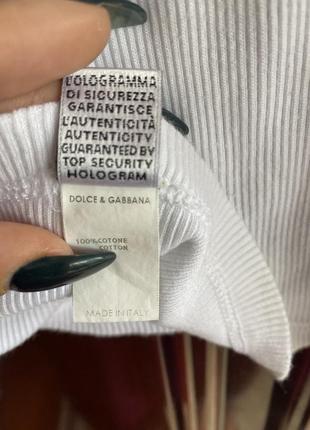 L'OLOGRAMMA
DI SICUREZZA
GARANTISCE
L'AUTENTICITÀ
AUTENTICITY
GUARANTEED BY
TOP SECURITY
HOLOGRAM
DOLCE & GABBANA
100% COTONE
COTTON
MADE IN ITALY